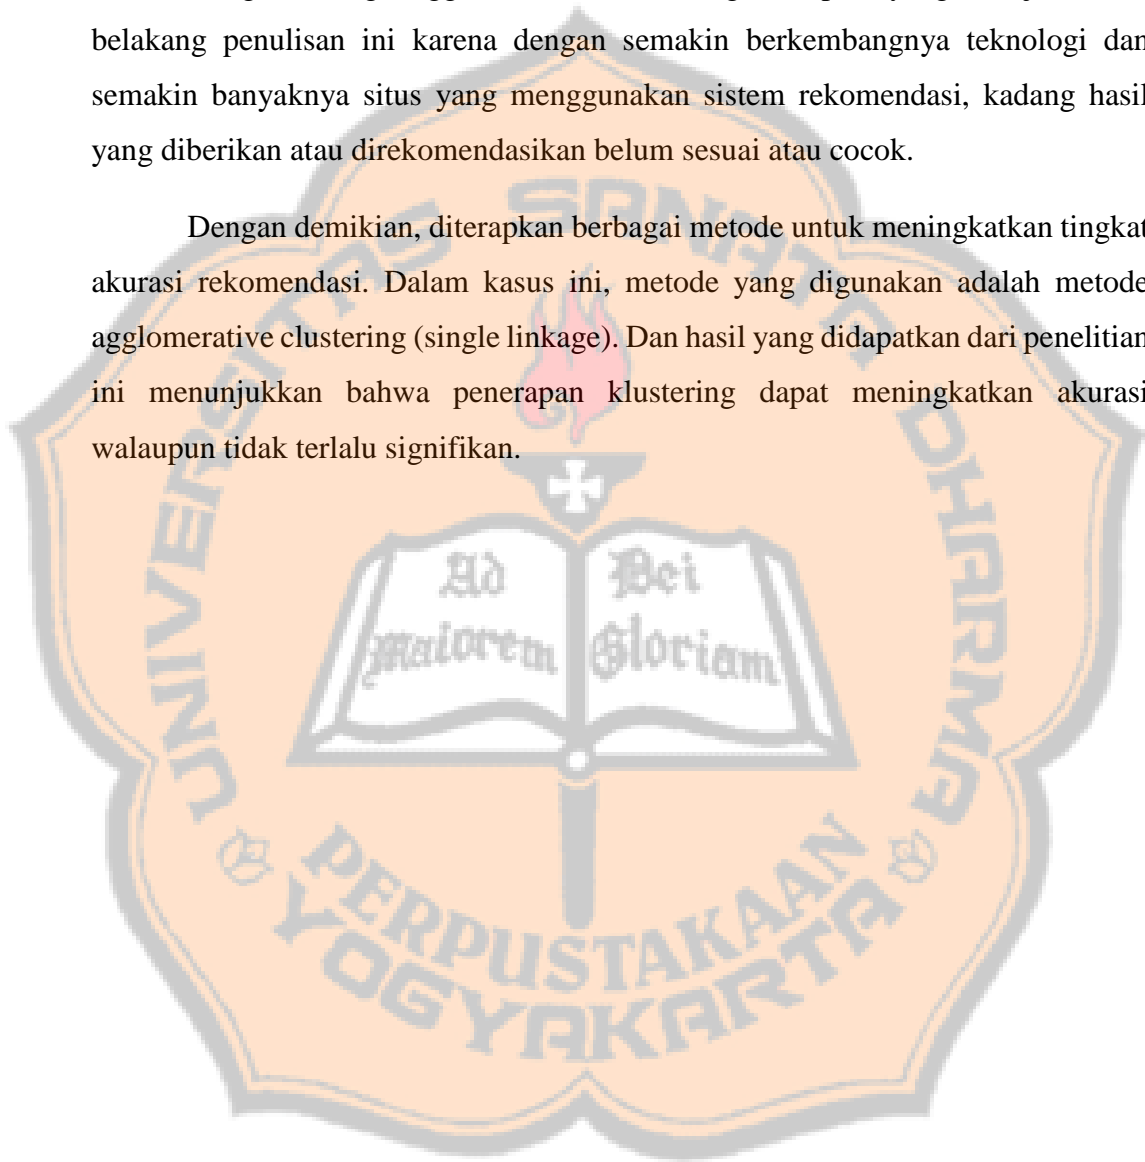 belakang penulisan ini karena dengan semakin berkembangnya teknologi dan
semakin banyaknya situs yang menggunakan sistem rekomendasi, kadang hasil
yang diberikan atau direkomendasikan belum sesuai atau cocok.
Dengan demikian, diterapkan berbagai metode untuk meningkatkan tingkat
akurasi rekomendasi. Dalam kasus ini, metode yang digunakan adalah metode
agglomerative clustering (single linkage). Dan hasil yang didapatkan dari penelitian
ini menunjukkan bahwa penerapan klustering dapat meningkatkan akurasi
walaupun tidak terlalu signifikan.
UNIVERSITAS SANATA DHARMA
Ad Dei
maiorem Gloriam
PERPUSTAKAAN
YOGYAKARTA